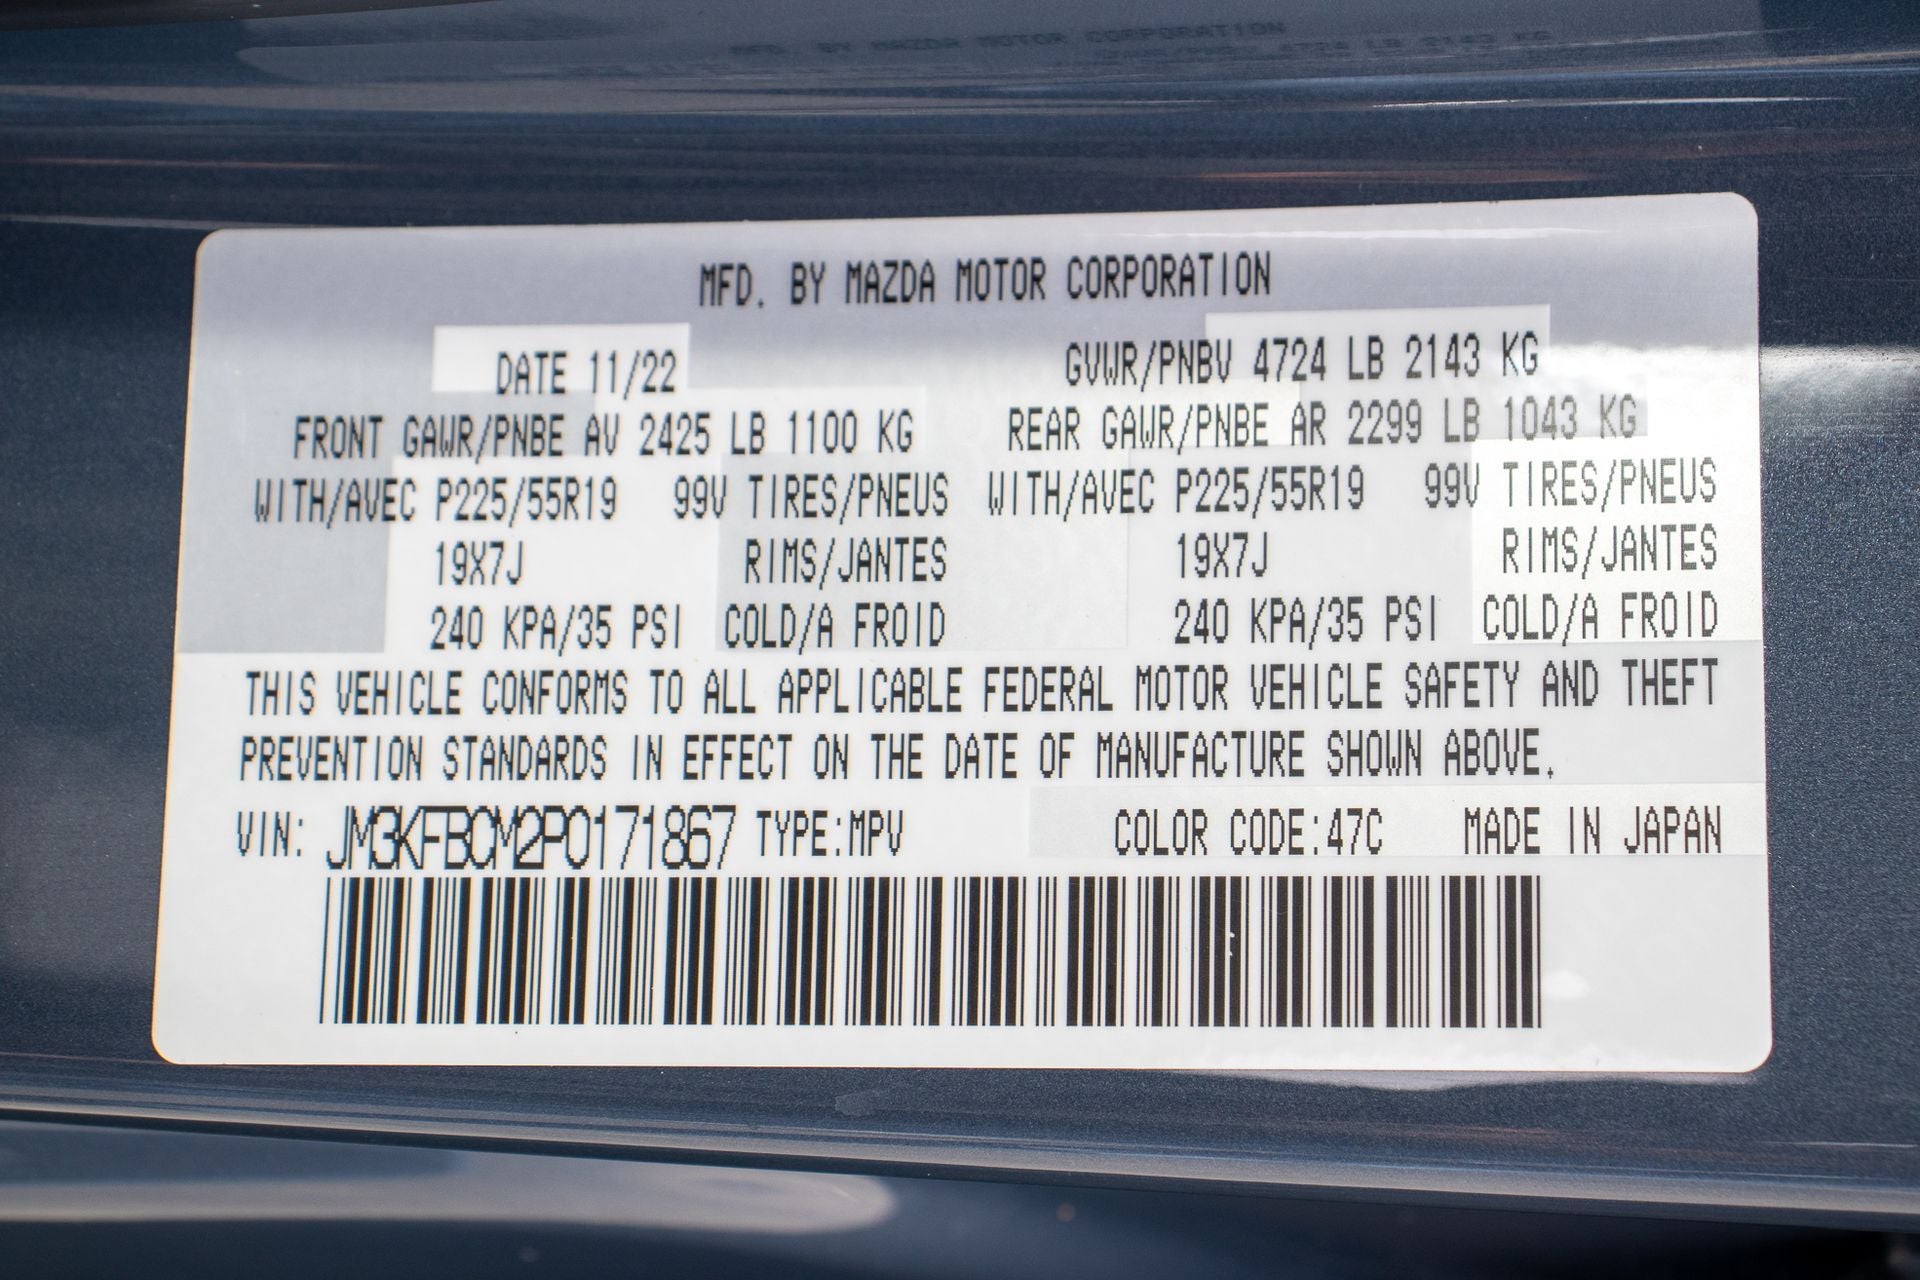 MFD. BY MAZDA MOTOR CORPORATION
DATE 11/22 GVWR/PNBV 4724 LB 2143 KG
FRONT GAWR/PNBE AV 2425 LB 1100 KG REAR GAWR/PNBE AR 2299 LB 1043 KG
WITH/AVEC P225/55R19 99V TIRES/PNEUS WITH/AVEC P225/55R19 99V TIRES/PNEUS
19X7J RIMS/JANTES 19X7J RIMS/JANTES
240 KPA/35 PSI COLD/A FROID 240 KPA/35 PSI COLD/A FROID
THIS VEHICLE CONFORMS TO ALL APPLICABLE FEDERAL MOTOR VEHICLE SAFETY AND THEFT
PREVENTION STANDARDS IN EFFECT ON THE DATE OF MANUFACTURE SHOWN ABOVE.
VIN: JM3KFBCM2P0171867 TYPE:MPV COLOR CODE:47C MADE IN JAPAN